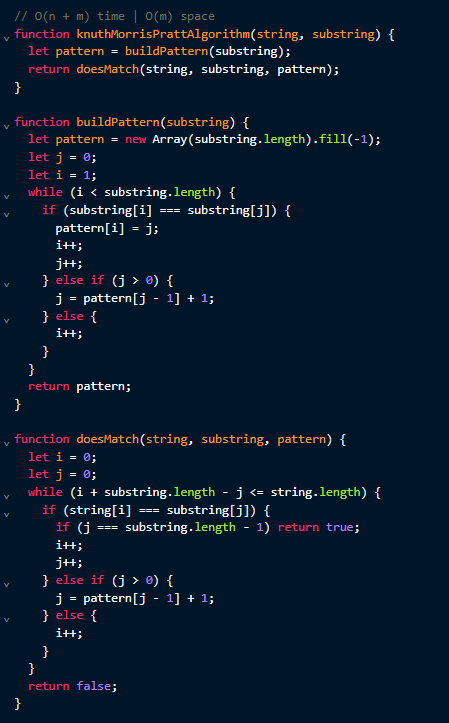 // O(n + m) time | O(m) space
function knuthMorrisPrattAlgorithm(string, substring) {
  let pattern = buildPattern(substring);
  return doesMatch(string, substring, pattern);
}

function buildPattern(substring) {
  let pattern = new Array(substring.length).fill(-1);
  let j = 0;
  let i = 1;
  while (i < substring.length) {
    if (substring[i] === substring[j]) {
      pattern[i] = j;
      i++;
      j++;
    } else if (j > 0) {
      j = pattern[j - 1] + 1;
    } else {
      i++;
    }
  }
  return pattern;
}

function doesMatch(string, substring, pattern) {
  let i = 0;
  let j = 0;
  while (i + substring.length - j <= string.length) {
    if (string[i] === substring[j]) {
      if (j === substring.length - 1) return true;
      i++;
      j++;
    } else if (j > 0) {
      j = pattern[j - 1] + 1;
    } else {
      i++;
    }
  }
  return false;
}